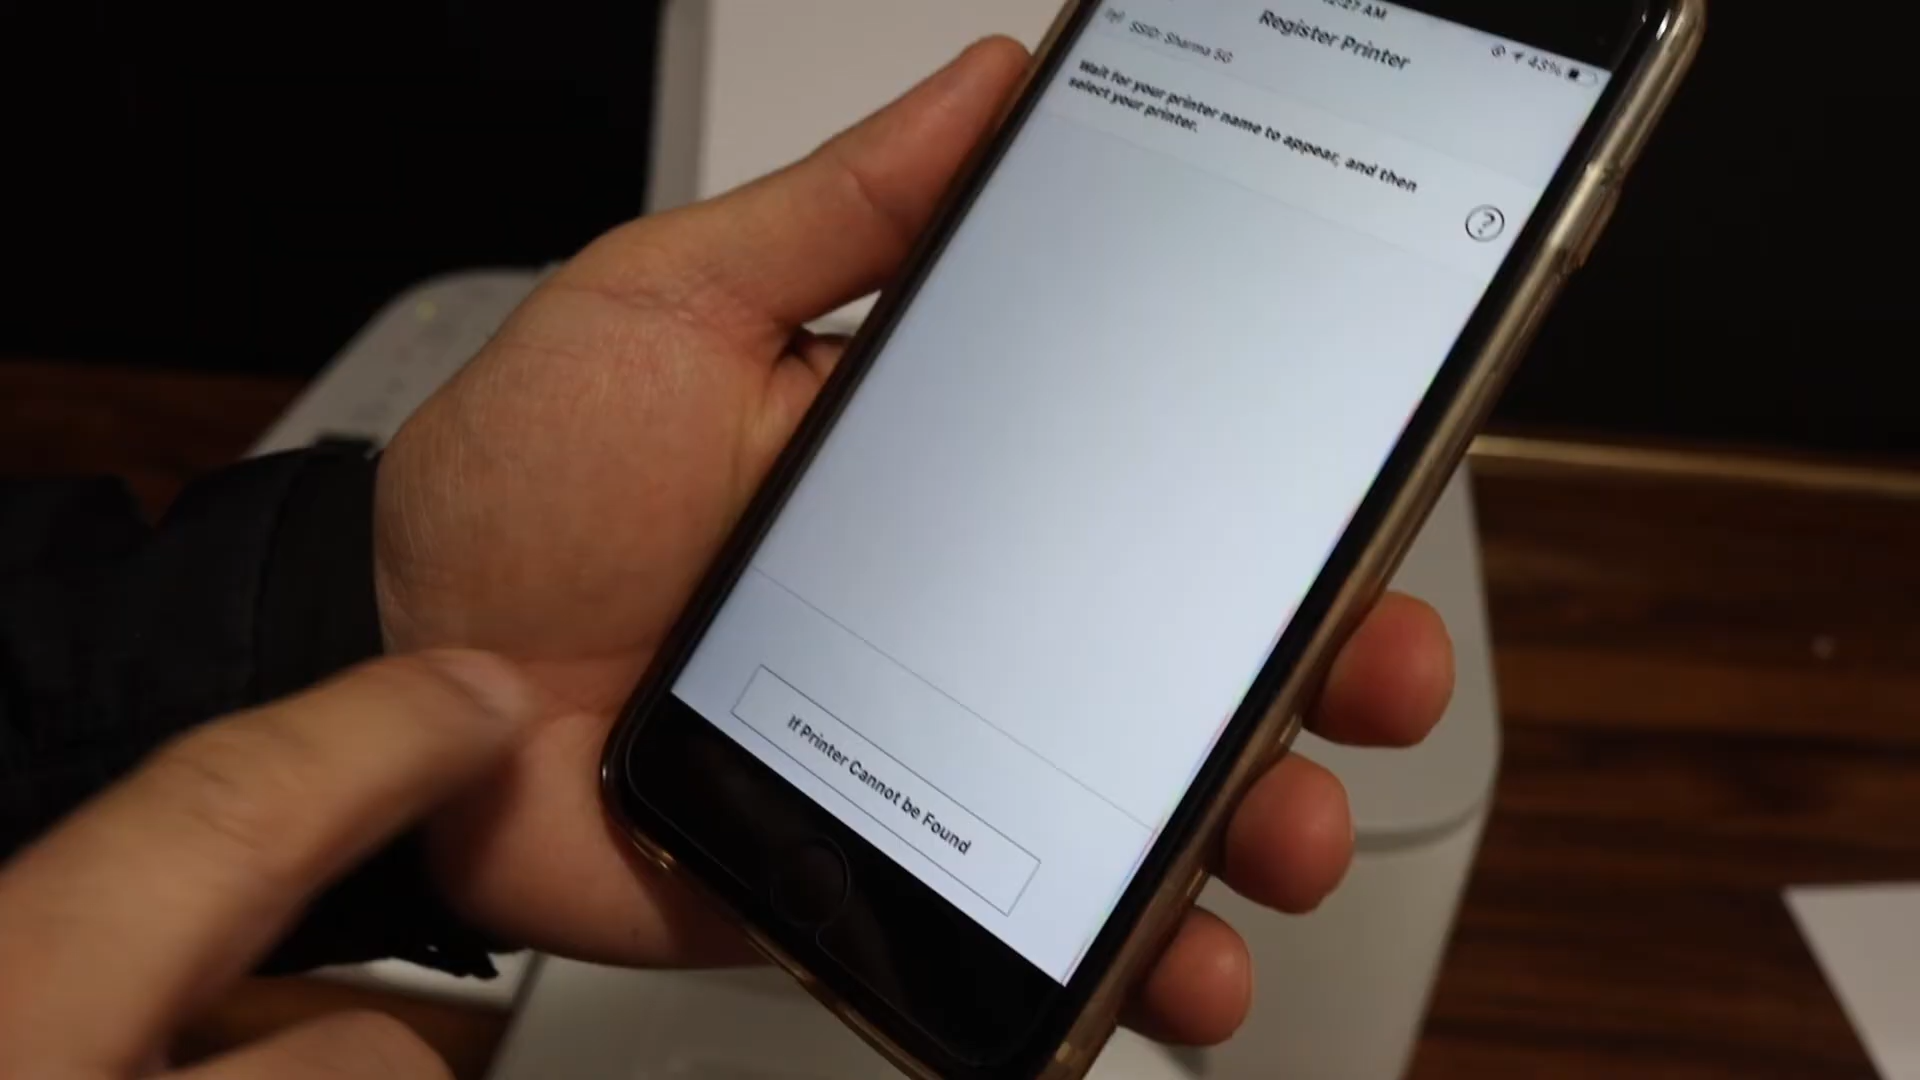 Register Printer
43%
SSID: Sharma 5G
Wait for your printer name to appear, and then
select your printer.
?
If Printer Cannot be Found